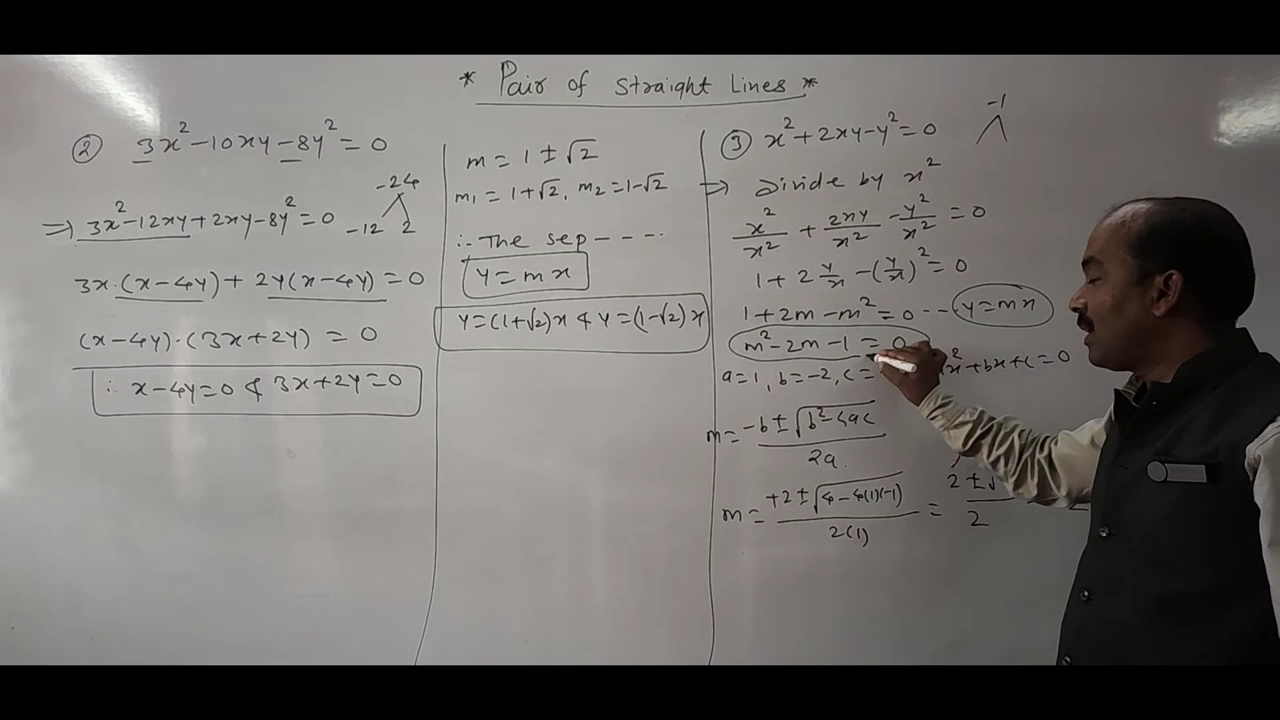 * Pair of Straight Lines *
② 3x² - 10xy - 8y² = 0
-24
⇒ 3x² - 12xy + 2xy - 8y² = 0 -12 2
3x·(x-4y) + 2y(x-4y) = 0
(x-4y)·(3x+2y) = 0
∴ x-4y=0 & 3x+2y=0
m = 1 ± √2
m₁ = 1+√2, m₂ = 1-√2
∴ The sep - - - -
y = mx
y=(1+√2)x & y=(1-√2)x
③ x² + 2xy - y² = 0
-1
⇒ Divide by x²
x²/x² + 2xy/x² - y²/x² = 0
1 + 2 y/x - (y/x)² = 0
1 + 2m - m² = 0 --- y=mx
m² - 2m - 1 = 0
a=1, b=-2, c= x²+bx+c=0
m = -b ± √b²-4ac / 2a.
m = +2 ± √4-4(1)(-1) / 2(1) = 2 ± √ / 2